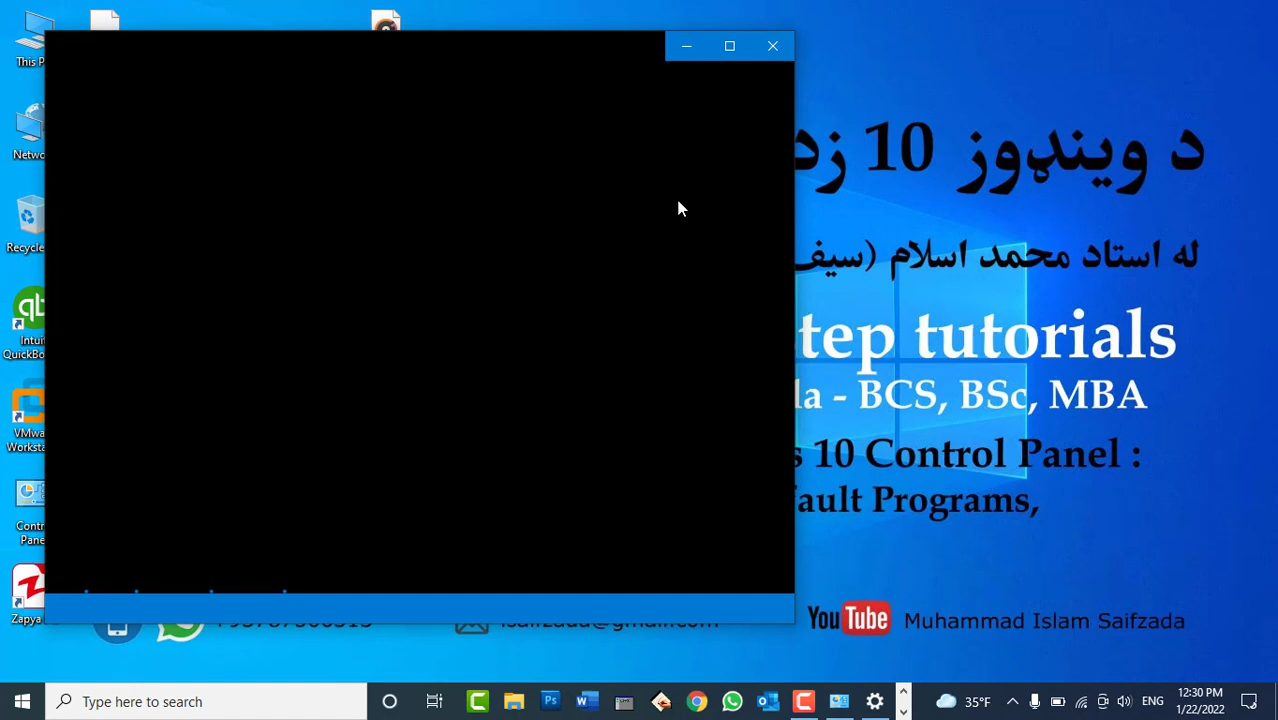 This P
Netwo
Recycle
Intuit
QuickBo
VMwa
Worksta
Contr
Pane
Zapya
د وینډوز 10 زد
له استاد محمد اسلام (سیف
tep tutorials
la - BCS, BSc, MBA
s 10 Control Panel :
fault Programs,
YouTube Muhammad Islam Saifzada
Type here to search
35°F
ENG
12:30 PM
1/22/2022